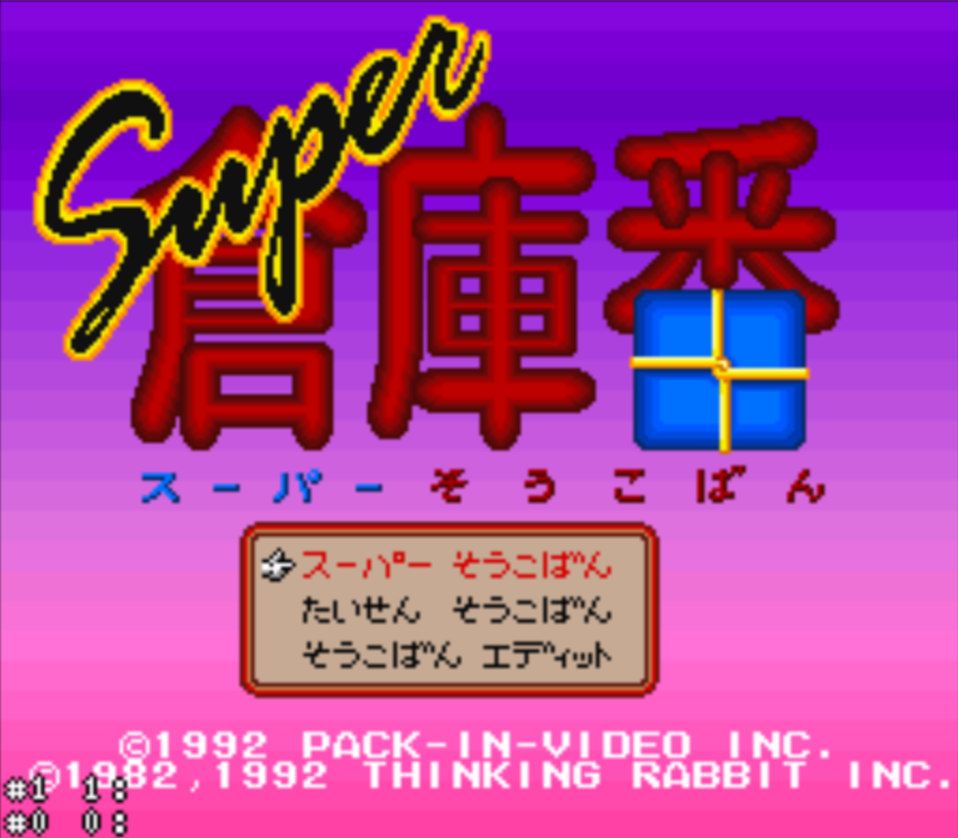 Super
倉庫番
スーパーそうこばん
スーパー そうこばん
たいせん そうこばん
そうこばん エディット
©1992 PACK-IN-VIDEO INC.
©1982,1992 THINKING RABBIT INC.
#1 18
#0 08